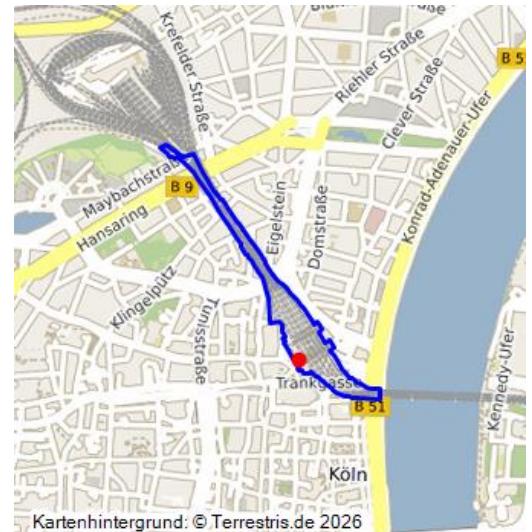 Krefelder Straße
Riehler Straße
B 5
Clever Straße
Konrad-Adenauer-Ufer
Maybachstraß
B 9
Hansaring
Eigelstein
Domstraße
Klingelpütz
Tunisstraße
Kennedy-Ufer
Trankgasse
B 51
Köln
Kartenhintergrund: © Terrestris.de 2026